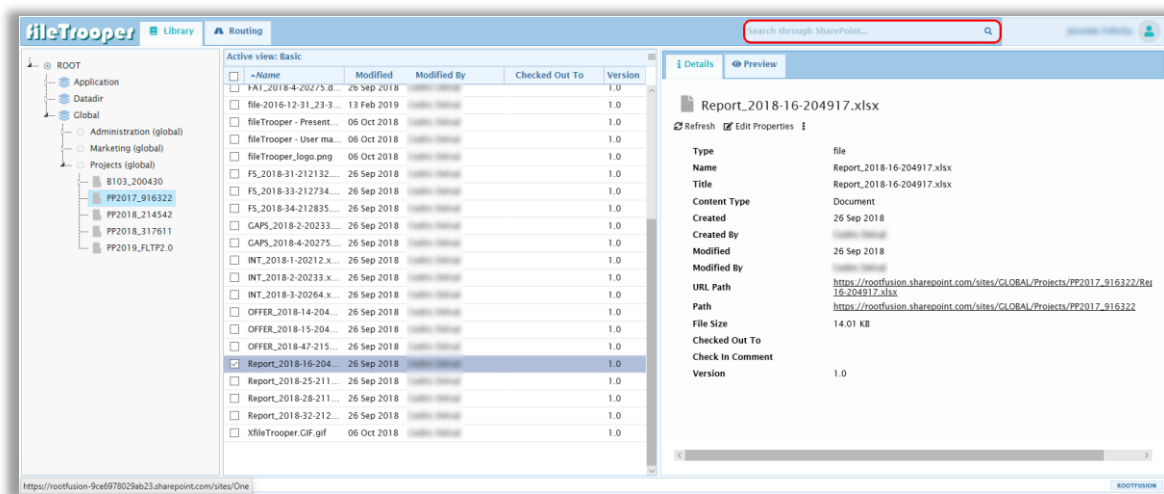 fileTrooper
Library
Routing
Search through SharePoint...
ROOT
Application
Datadir
Global
Administration (global)
Marketing (global)
Projects (global)
B103_200430
PP2017_916322
PP2018_214542
PP2018_317611
PP2019_FLTP2.0
Active view: Basic
Name Modified Modified By Checked Out To Version
FAT_2018-4-20275.d... 26 Sep 2018 1.0
file-2016-12-31_23-3... 13 Feb 2019 1.0
fileTrooper - Present... 06 Oct 2018 1.0
fileTrooper - User ma... 06 Oct 2018 1.0
fileTrooper_logo.png 06 Oct 2018 1.0
FS_2018-31-212132.... 26 Sep 2018 1.0
FS_2018-33-212734.... 26 Sep 2018 1.0
FS_2018-34-212835.... 26 Sep 2018 1.0
GAPS_2018-2-20233.... 26 Sep 2018 1.0
GAPS_2018-4-20275.... 26 Sep 2018 1.0
INT_2018-1-20212.x... 26 Sep 2018 1.0
INT_2018-2-20233.x... 26 Sep 2018 1.0
INT_2018-3-20264.x... 26 Sep 2018 1.0
OFFER_2018-14-204... 26 Sep 2018 1.0
OFFER_2018-15-204... 26 Sep 2018 1.0
OFFER_2018-47-215... 26 Sep 2018 1.0
Report_2018-16-204... 26 Sep 2018 1.0
Report_2018-25-211... 26 Sep 2018 1.0
Report_2018-28-211... 26 Sep 2018 1.0
Report_2018-32-212... 26 Sep 2018 1.0
XfileTrooper.GIF.gif 06 Oct 2018 1.0
Details
Preview
Report_2018-16-204917.xlsx
Refresh Edit Properties
Type file
Name Report_2018-16-204917.xlsx
Title Report_2018-16-204917.xlsx
Content Type Document
Created 26 Sep 2018
Created By
Modified 26 Sep 2018
Modified By
URL Path https://rootfusion.sharepoint.com/sites/GLOBAL/Projects/PP2017_916322/Rep
16-204917.xlsx
Path https://rootfusion.sharepoint.com/sites/GLOBAL/Projects/PP2017_916322
File Size 14.01 KB
Checked Out To
Check In Comment
Version 1.0
https://rootfusion-9ce6978029ab23.sharepoint.com/sites/One
ROOTFUSION